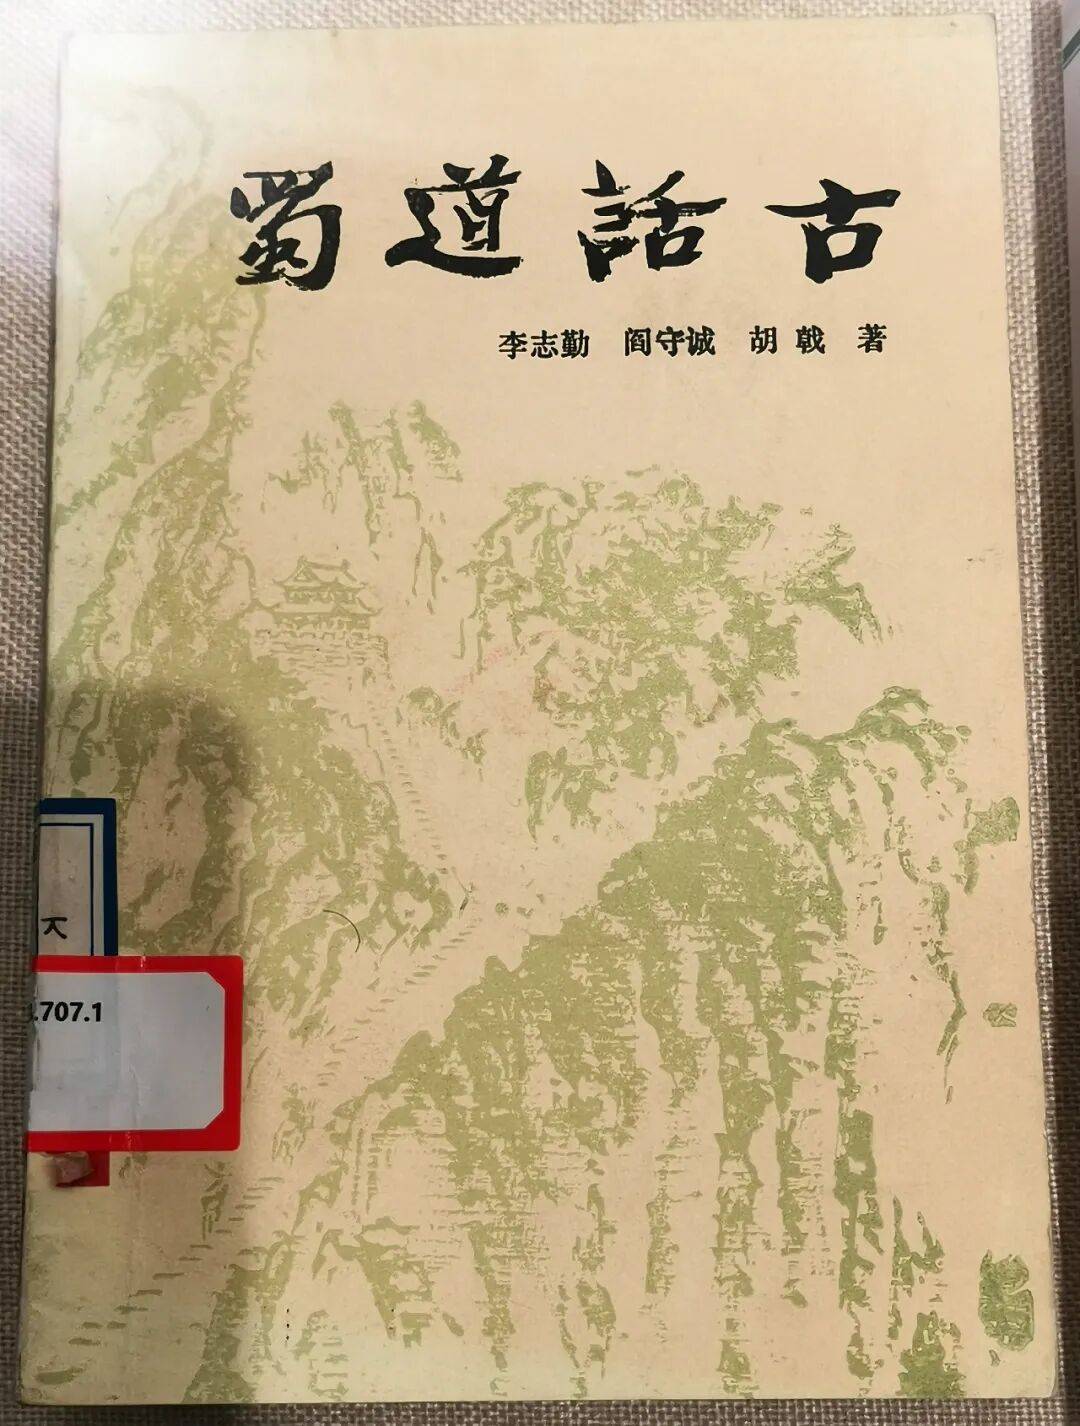 蜀道話古
李志勤 阎守诚 胡戟 著
.707.1